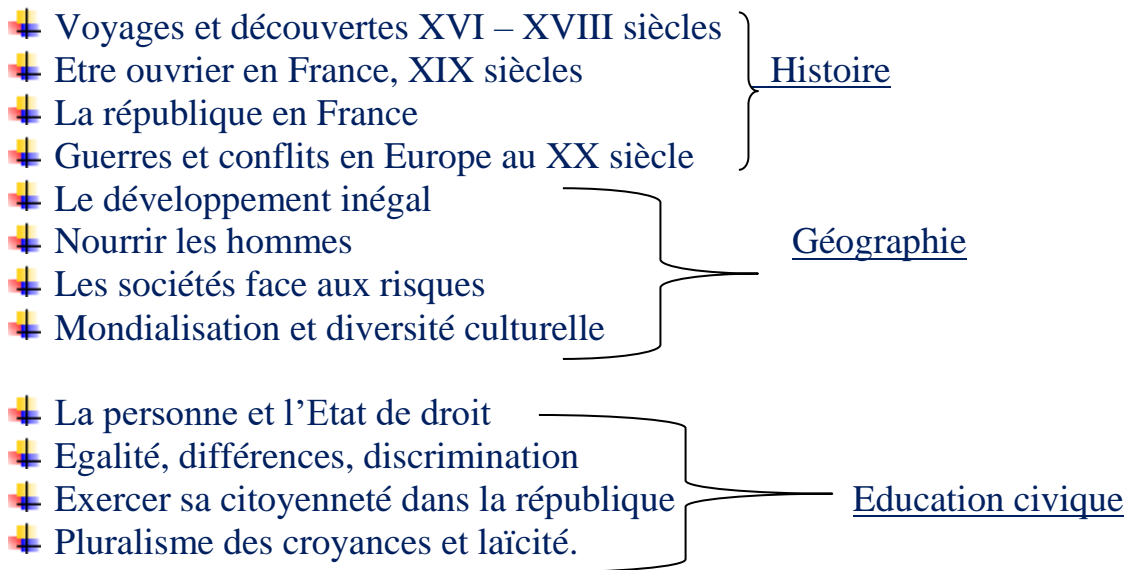 Voyages et découvertes XVI – XVIII siècles
Etre ouvrier en France, XIX siècles
Histoire
La république en France
Guerres et conflits en Europe au XX siècle
Le développement inégal
Nourrir les hommes
Géographie
Les sociétés face aux risques
Mondialisation et diversité culturelle
La personne et l’Etat de droit
Egalité, différences, discrimination
Exercer sa citoyenneté dans la république
Education civique
Pluralisme des croyances et laïcité.